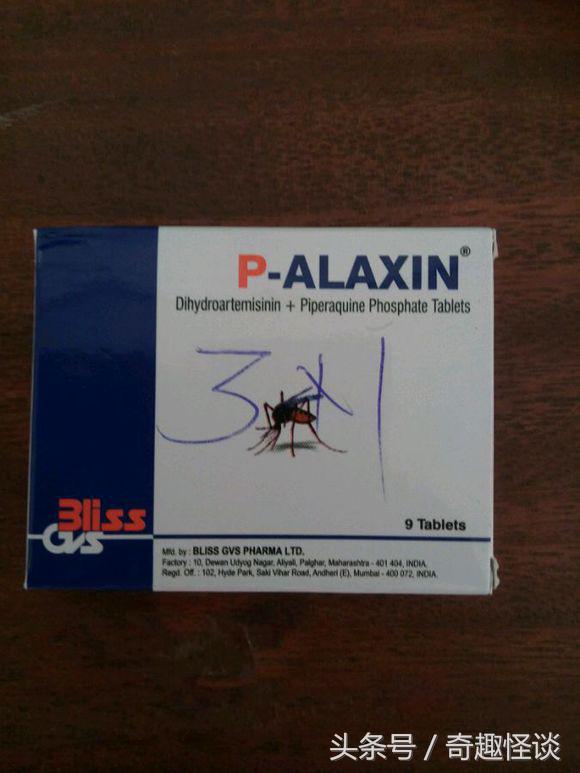 P-ALAXIN®
Dihydroartemisinin + Piperaquine Phosphate Tablets
3x1
9 Tablets
Bliss
GVS
Mfd. by : BLISS GVS PHARMA LTD.
Factory : 10, Dewan Udyog Nagar, Aliyali, Palghar, Maharashtra - 401 404, INDIA.
Regd. Off. : 102, Hyde Park, Saki Vihar Road, Andheri (E), Mumbai - 400 072, INDIA.
头条号 / 奇趣怪谈